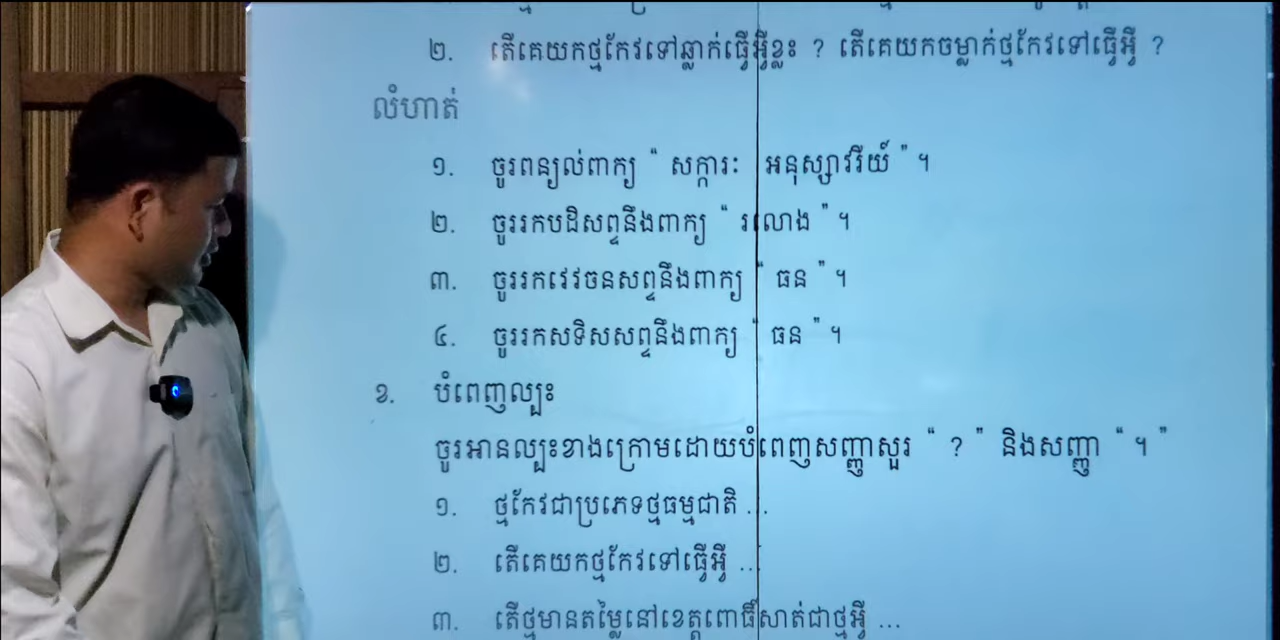 ២. តើគេយកថ្មកែវទៅឆ្លាក់ធ្វើអ្វីខ្លះ ? តើគេយកចម្លាក់ថ្មកែវទៅធ្វើអ្វី ?
លំហាត់
១. ចូរពន្យល់ពាក្យ “ សក្ការៈ អនុស្សាវរីយ៍ ” ។
២. ចូររកបដិសព្ទនឹងពាក្យ “ រលោង ” ។
៣. ចូររកវេវចនសព្ទនឹងពាក្យ “ ធន ” ។
៤. ចូររកសទិសសព្ទនឹងពាក្យ “ ធន ” ។
ខ. បំពេញល្បះ
ចូរអានល្បះខាងក្រោមដោយបំពេញសញ្ញាសួរ “ ? ” និងសញ្ញា “ ។ ”
១. ថ្មកែវជាប្រភេទថ្មធម្មជាតិ ...
២. តើគេយកថ្មកែវទៅធ្វើអ្វី ...
៣. តើថ្មមានតម្លៃនៅខេត្តពោធិ៍សាត់ជាថ្មអ្វី ...